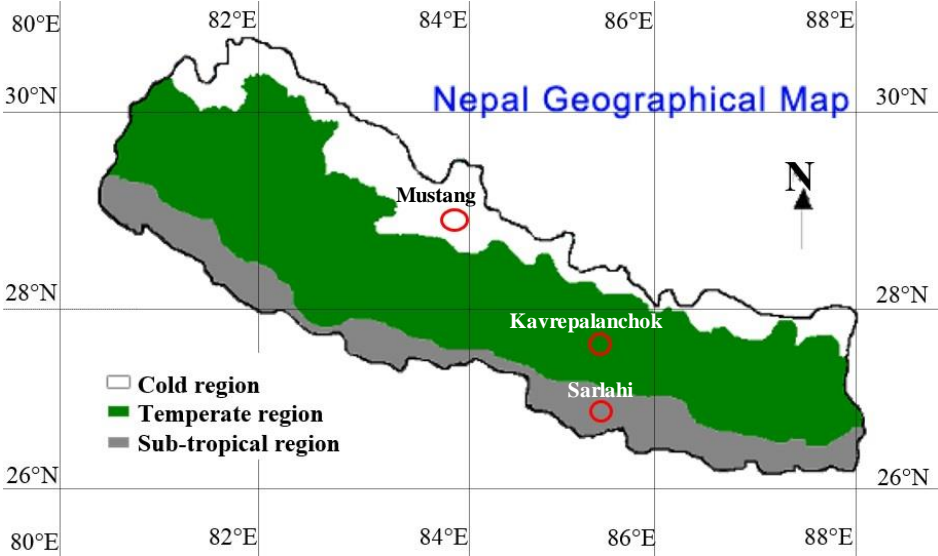 80°E 82°E 84°E 86°E 88°E
30°N Nepal Geographical Map 30°N
N
Mustang
28°N 28°N
Kavrepalanchok
Sarlahi
Cold region
Temperate region
Sub-tropical region
26°N 26°N
80°E 82°E 84°E 86°E 88°E